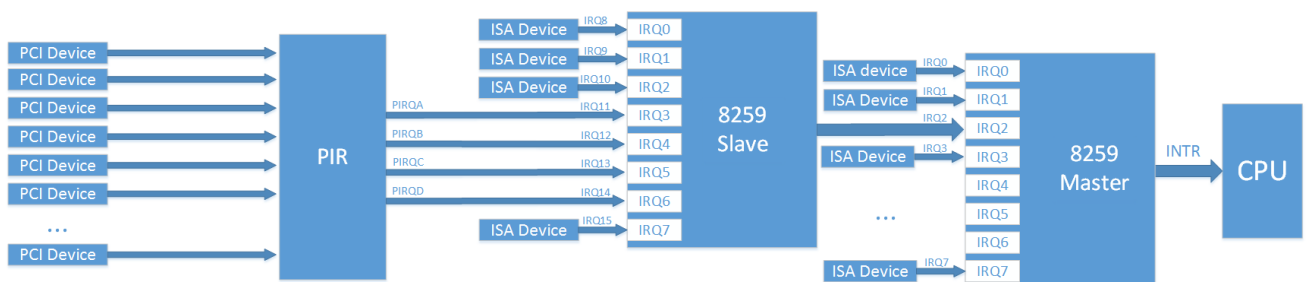 PCI Device
PCI Device
PCI Device
PCI Device
PCI Device
PCI Device
...
PCI Device
PIR
PIRQA
PIRQB
PIRQC
PIRQD
ISA Device
ISA Device
ISA Device
ISA Device
IRQ8
IRQ9
IRQ10
IRQ11
IRQ12
IRQ13
IRQ14
IRQ15
IRQ0
IRQ1
IRQ2
IRQ3
IRQ4
IRQ5
IRQ6
IRQ7
8259
Slave
ISA device
ISA Device
ISA Device
...
ISA Device
IRQ0
IRQ1
IRQ2
IRQ3
IRQ7
IRQ0
IRQ1
IRQ2
IRQ3
IRQ4
IRQ5
IRQ6
IRQ7
8259
Master
INTR
CPU